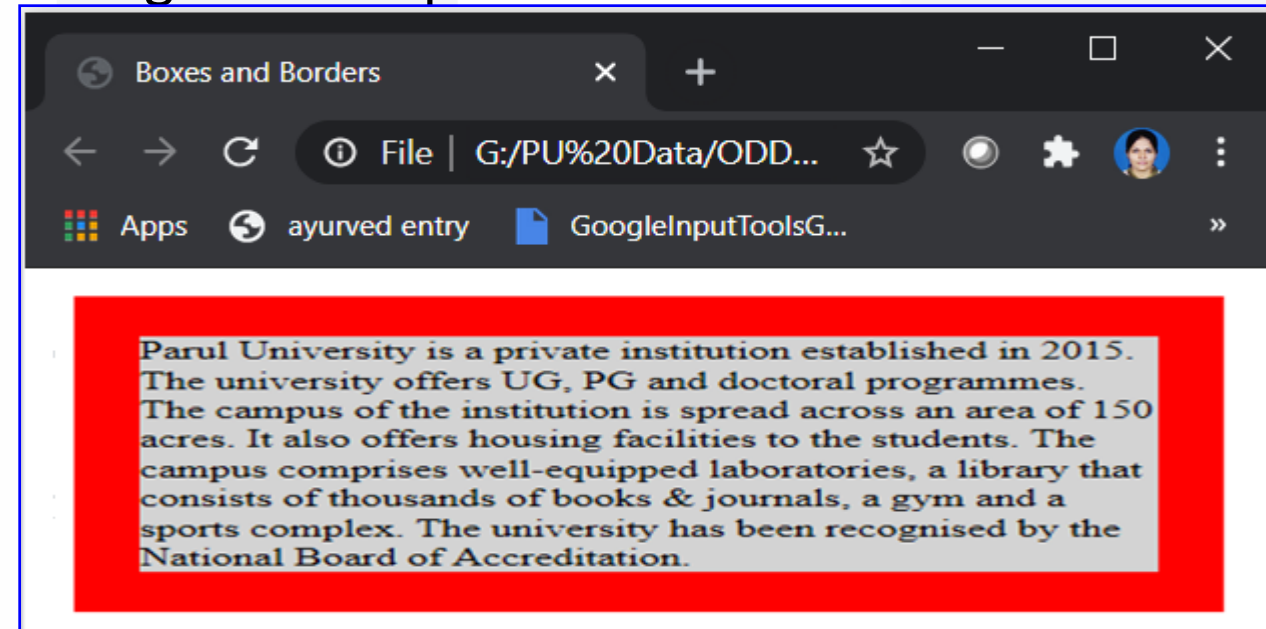 Boxes and Borders
File | G:/PU%20Data/ODD...
Apps ayurved entry GoogleInputToolsG... »
Parul University is a private institution established in 2015.
The university offers UG, PG and doctoral programmes.
The campus of the institution is spread across an area of 150
acres. It also offers housing facilities to the students. The
campus comprises well-equipped laboratories, a library that
consists of thousands of books & journals, a gym and a
sports complex. The university has been recognised by the
National Board of Accreditation.